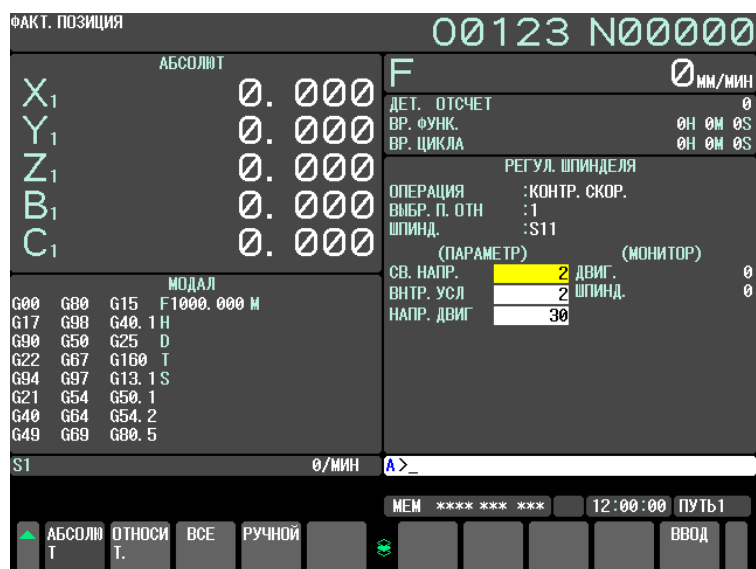 ФАКТ. ПОЗИЦИЯ
O0123 N00000
АБСОЛЮТ
X1 0. 000
Y1 0. 000
Z1 0. 000
B1 0. 000
C1 0. 000
F 0 ММ/МИН
ДЕТ. ОТСЧЕТ 0
ВР. ФУНК. 0H 0M 0S
ВР. ЦИКЛА 0H 0M 0S
МОДАЛ
G00 G80 G15 F1000. 000 M
G17 G98 G40. 1 H
G90 G50 G25 D
G22 G67 G160 T
G94 G97 G13. 1 S
G21 G54 G50. 1
G40 G64 G54. 2
G49 G69 G80. 5
S1 0/МИН
РЕГУЛ. ШПИНДЕЛЯ
ОПЕРАЦИЯ :КОНТР. СКОР.
ВЫБР. П. ОТН :1
ШПИНД. :S11
(ПАРАМЕТР) (МОНИТОР)
СВ. НАПР. 2 ДВИГ. 0
ВНТР. УСЛ 2 ШПИНД. 0
НАПР. ДВИГ 30
A >_
MEM **** *** *** 12:00:00 ПУТЬ1
АБСОЛЮ
Т
ОТНОСИ
Т.
ВСЕ
РУЧНОЙ
ВВОД